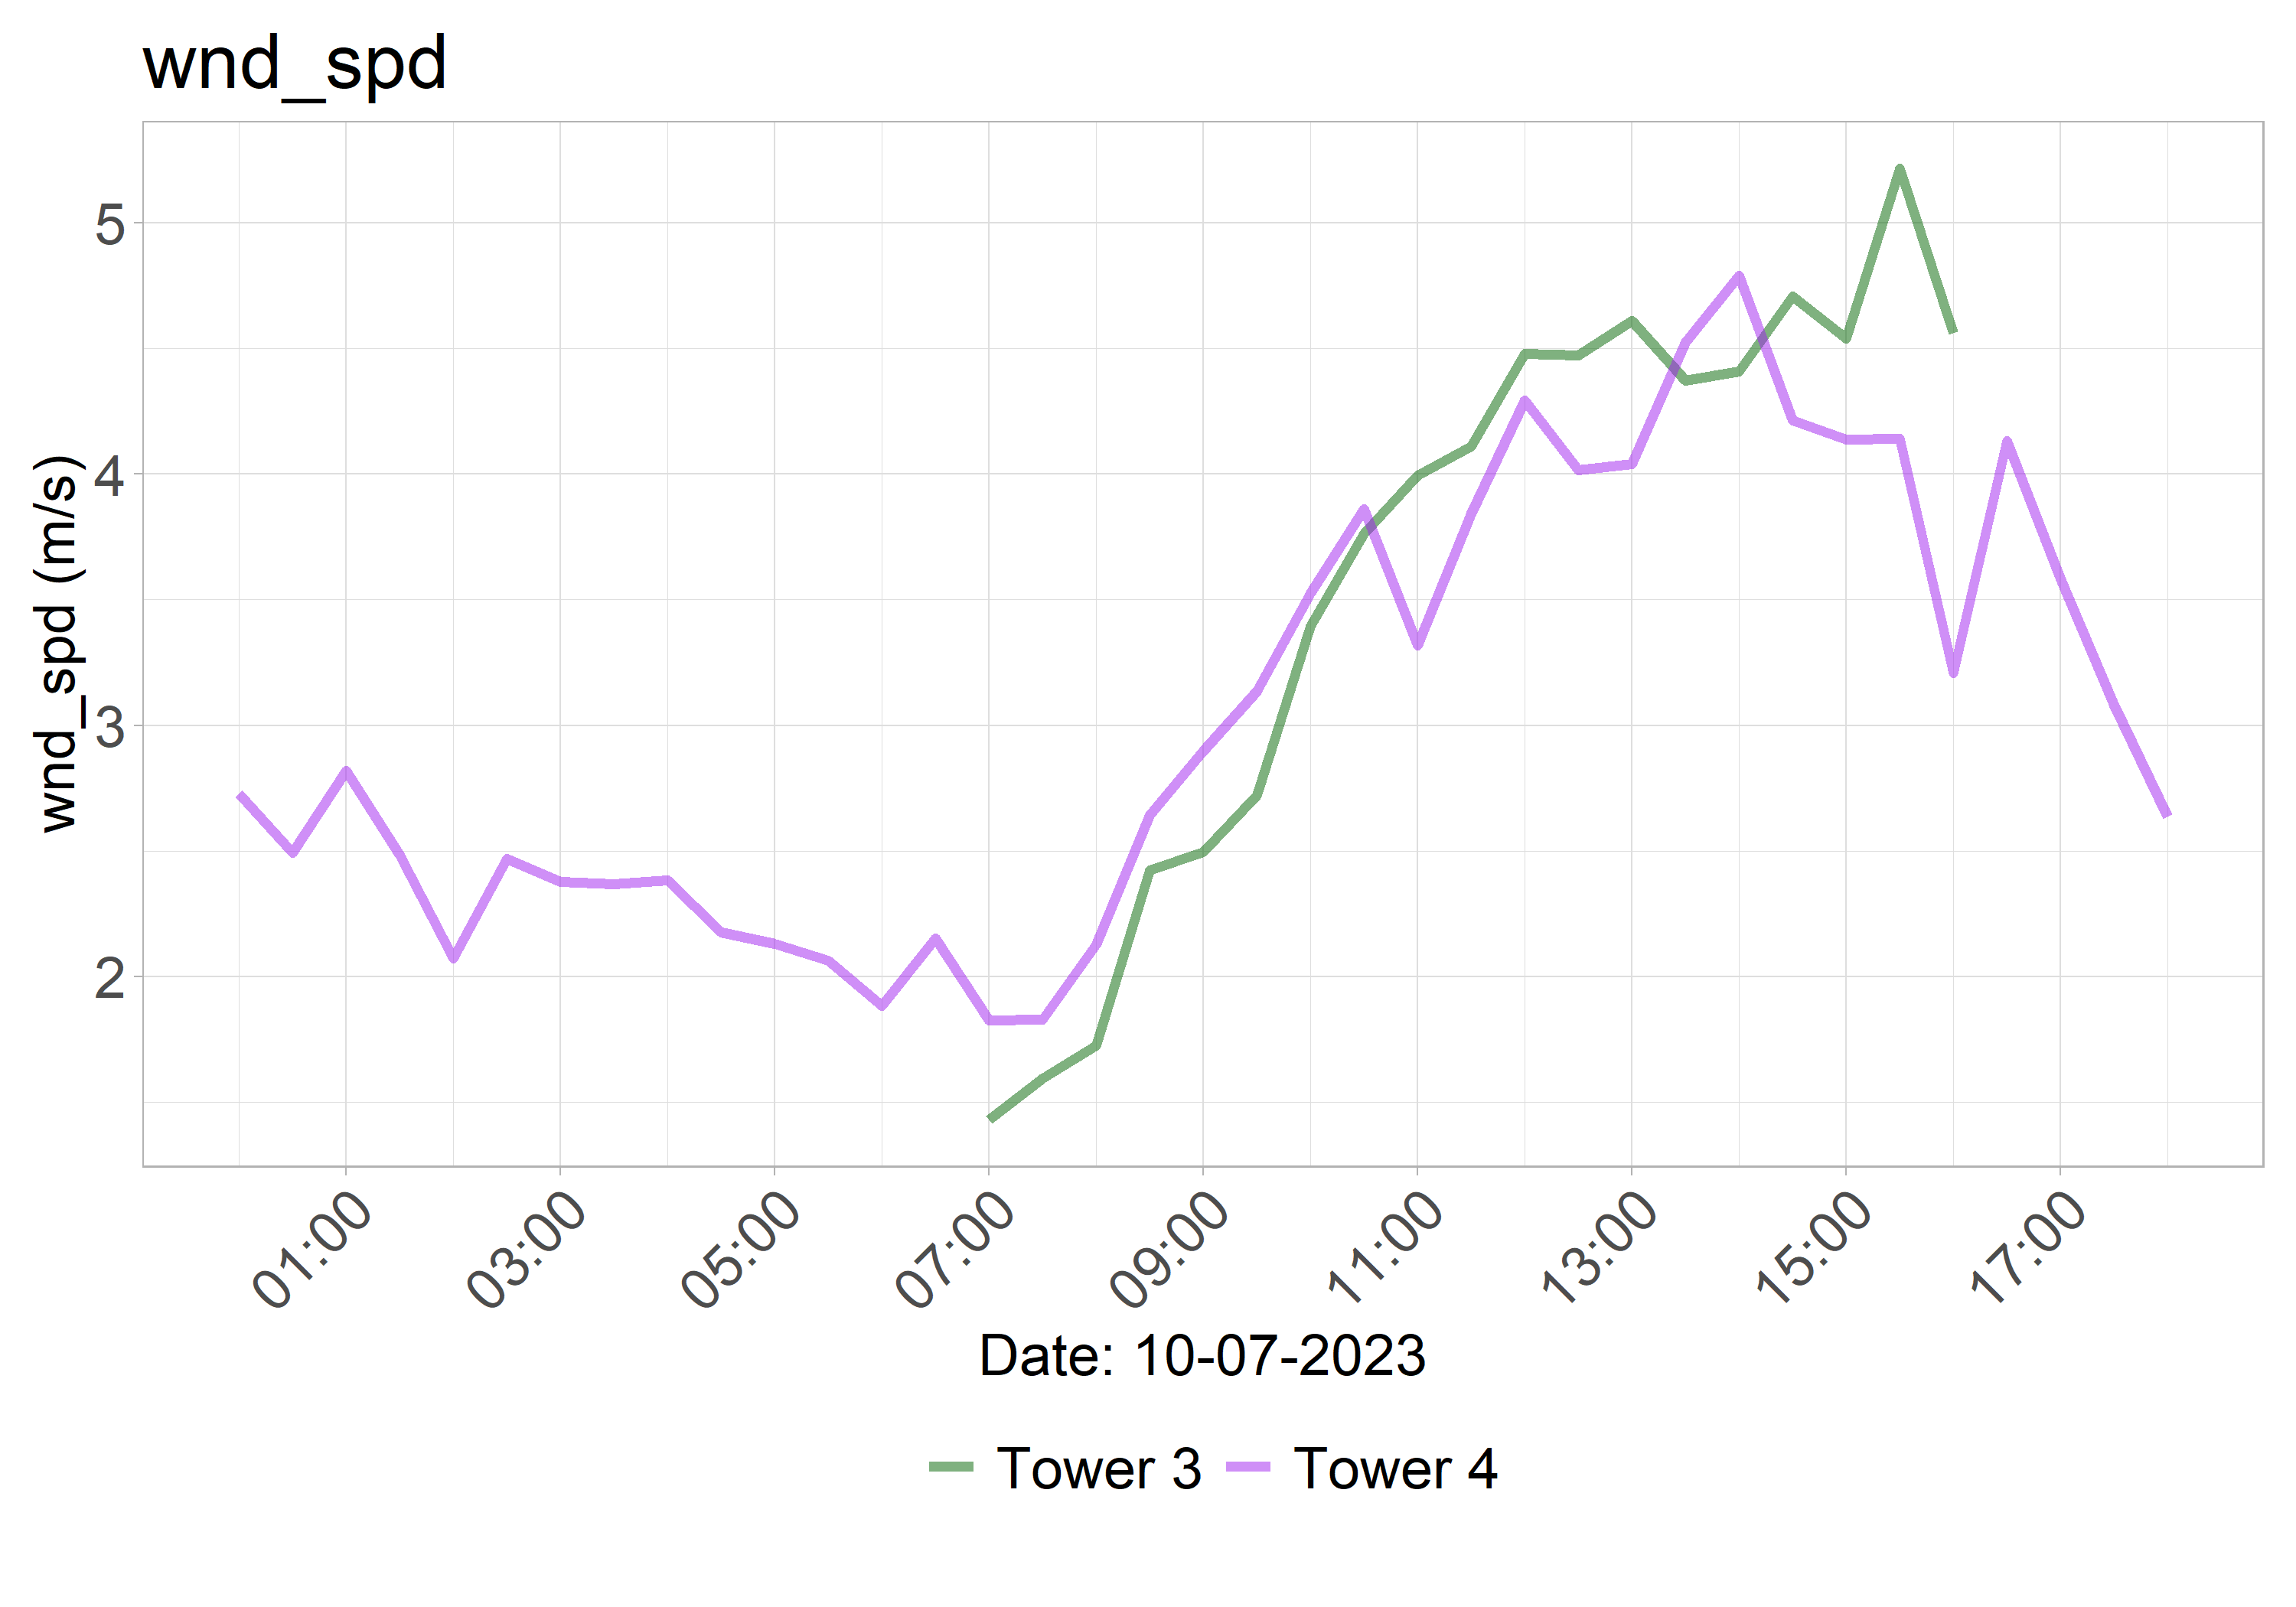 wnd_spd
wnd_spd (m/s)
5
4
3
2
01:00 03:00 05:00 07:00 09:00 11:00 13:00 15:00 17:00
Date: 10-07-2023
Tower 3 Tower 4